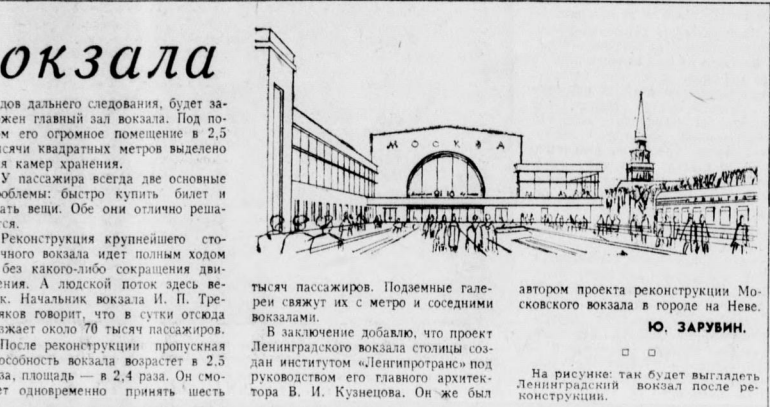 окзала
дов дальнего следования, будет за-
жен главный зал вокзала. Под по-
м его огромное помещение в 2,5
сячи квадратных метров выделено
я камер хранения.
У пассажира всегда две основные
облемы: быстро купить билет и
ать вещи. Обе они отлично реша-
тся.
Реконструкция крупнейшего сто-
чного вокзала идет полным ходом
без какого-либо сокращения дви-
ения. А людской поток здесь ве-
к. Начальник вокзала И. П. Тре-
яков говорит, что в сутки отсюда
зжает около 70 тысяч пассажиров.
После реконструкции пропускная
особность вокзала возрастет в 2.5
за, площадь — в 2,4 раза. Он смо-
ет одновременно принять шесть
МОСКВА
тысяч пассажиров. Подземные гале-
реи свяжут их с метро и соседними
вокзалами.
В заключение добавлю, что проект
Ленинградского вокзала столицы соз-
дан институтом «Ленгипротранс» под
руководством его главного архитек-
тора В. И. Кузнецова. Он же был
автором проекта реконструкции Мо-
сковского вокзала в городе на Неве.
Ю. ЗАРУБИН.
На рисунке: так будет выглядеть
Ленинградский вокзал после ре-
конструкции.